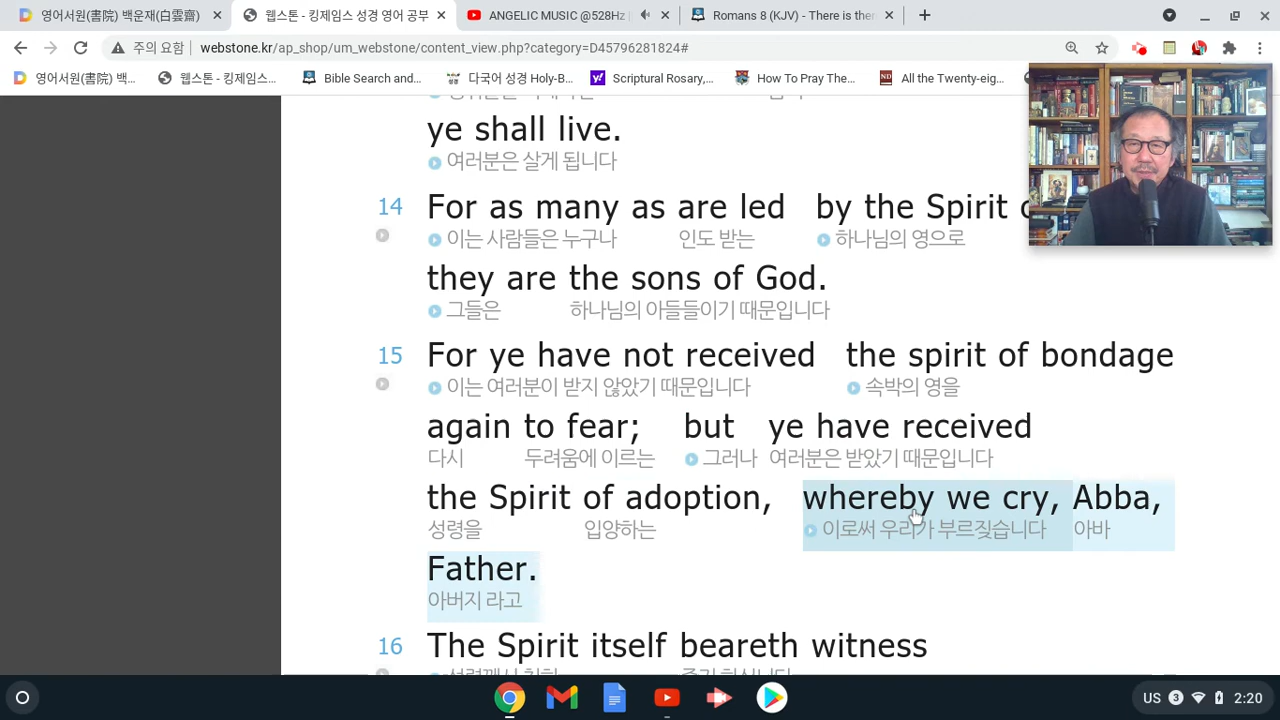 영어서원(書院) 백운재(白雲齋)
웹스톤 - 킹제임스 성경 영어 공부
ANGELIC MUSIC @528Hz
Romans 8 (KJV) - There is ther
주의 요함
webstone.kr/ap_shop/um_webstone/content_view.php?category=D45796281824#
영어서원(書院) 백...
웹스톤 - 킹제임스...
Bible Search and...
다국어 성경 Holy-B...
Scriptural Rosary,...
How To Pray The...
All the Twenty-eig...
ye shall live.
여러분은 살게 됩니다
14 For as many as are led by the Spirit
이는 사람들은 누구나 인도 받는 하나님의 영으로
they are the sons of God.
그들은 하나님의 아들들이기 때문입니다
15 For ye have not received the spirit of bondage
이는 여러분이 받지 않았기 때문입니다 속박의 영을
again to fear; but ye have received
다시 두려움에 이르는 그러나 여러분은 받았기 때문입니다
the Spirit of adoption, whereby we cry, Abba,
성령을 입양하는 이로써 우리가 부르짖습니다 아바
Father.
아버지 라고
16 The Spirit itself beareth witness
US 3 2:20